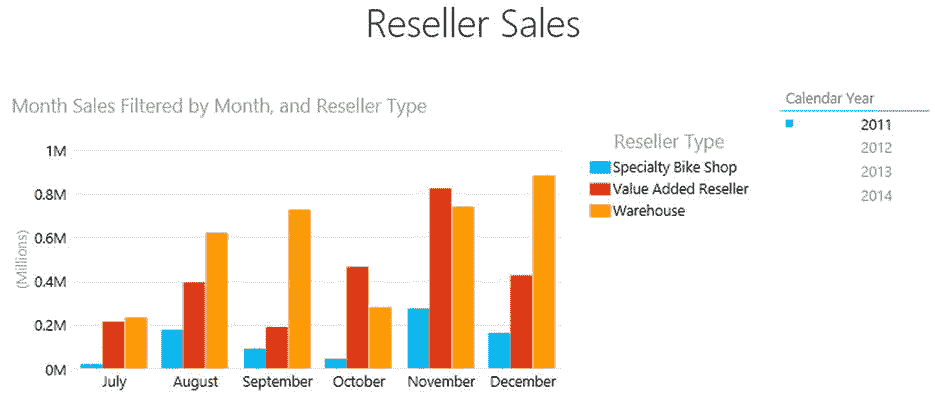 Reseller Sales
Month Sales Filtered by Month, and Reseller Type
(Millions)
1M
0.8M
0.6M
0.4M
0.2M
0M
July August September October November December
Reseller Type
Specialty Bike Shop
Value Added Reseller
Warehouse
Calendar Year
2011
2012
2013
2014